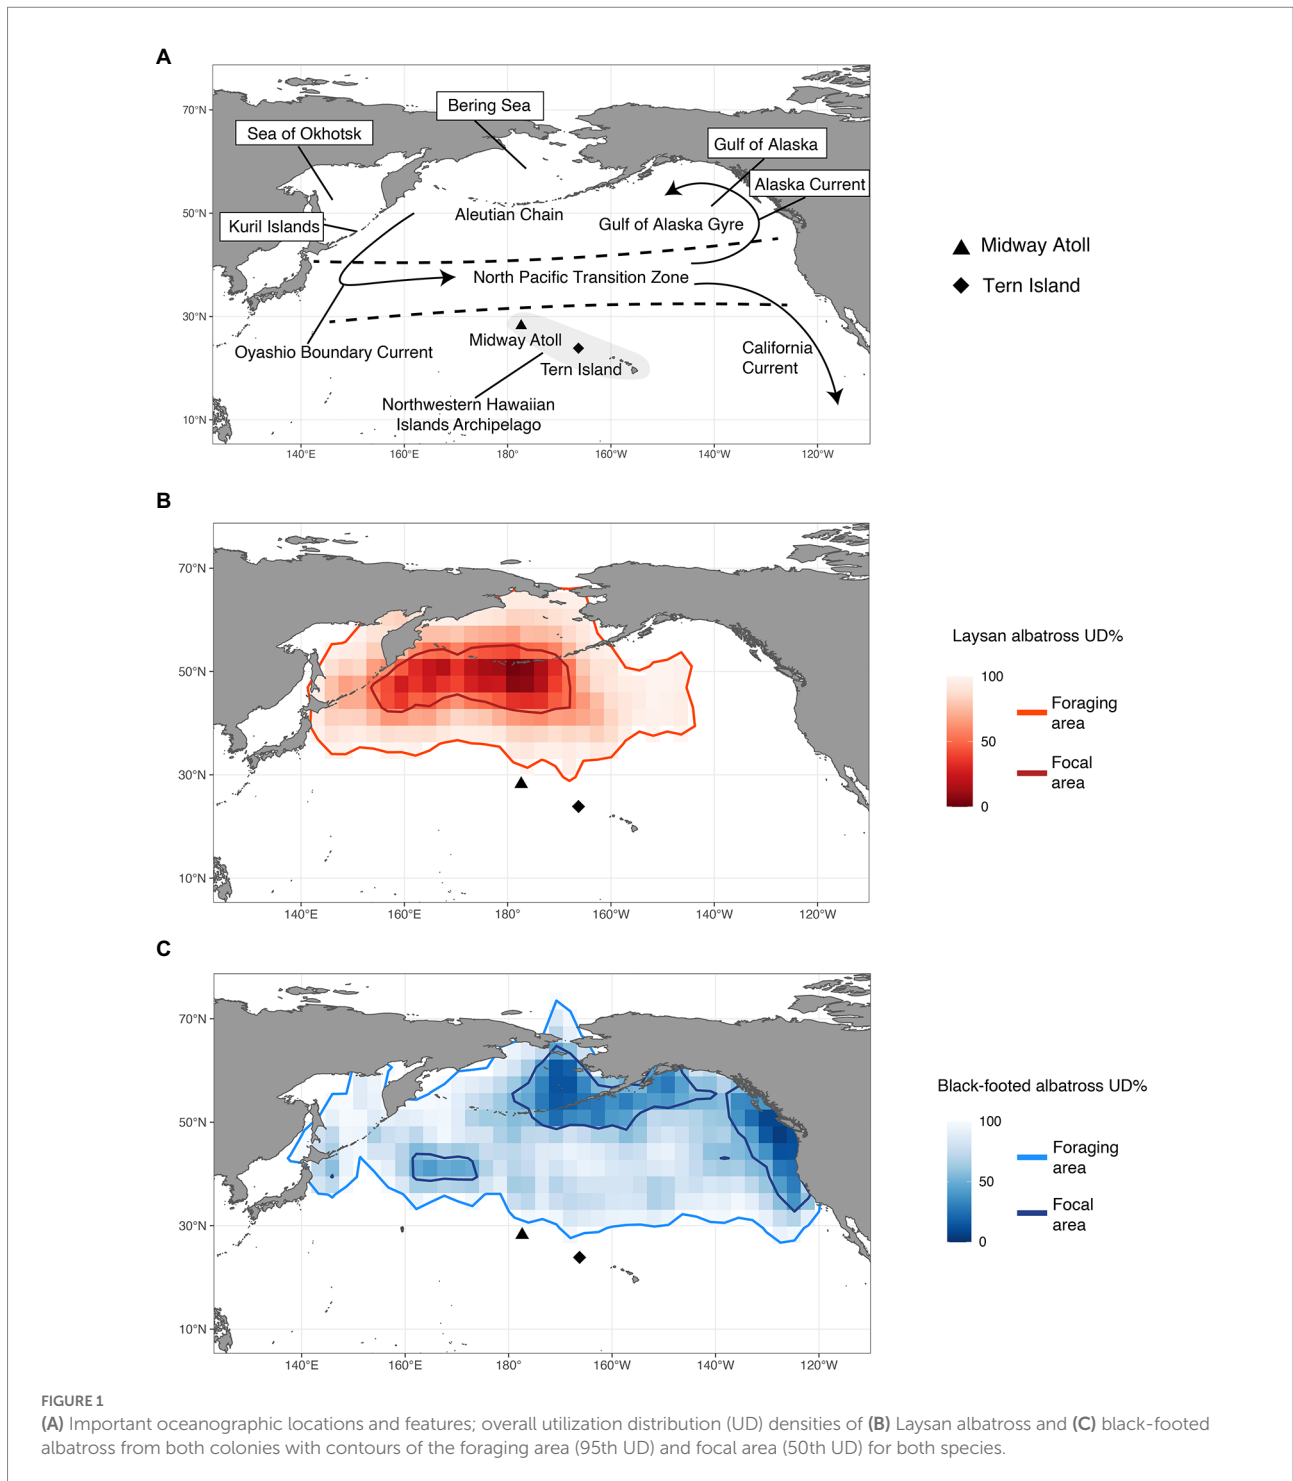 A
70°N
50°N
30°N
10°N
Bering Sea
Sea of Okhotsk
Gulf of Alaska
Alaska Current
Kuril Islands
Aleutian Chain
Gulf of Alaska Gyre
North Pacific Transition Zone
Midway Atoll
Oyashio Boundary Current
Tern Island
California
Current
Northwestern Hawaiian
Islands Archipelago
140°E
160°E
180°
160°W
140°W
120°W
Midway Atoll
Tern Island
B
70°N
50°N
30°N
10°N
140°E
160°E
180°
160°W
140°W
120°W
Laysan albatross UD%
100
50
0
Foraging
area
Focal
area
C
70°N
50°N
30°N
10°N
140°E
160°E
180°
160°W
140°W
120°W
Black-footed albatross UD%
100
50
0
Foraging
area
Focal
area
FIGURE 1
(A) Important oceanographic locations and features; overall utilization distribution (UD) densities of (B) Laysan albatross and (C) black-footed
albatross from both colonies with contours of the foraging area (95th UD) and focal area (50th UD) for both species.